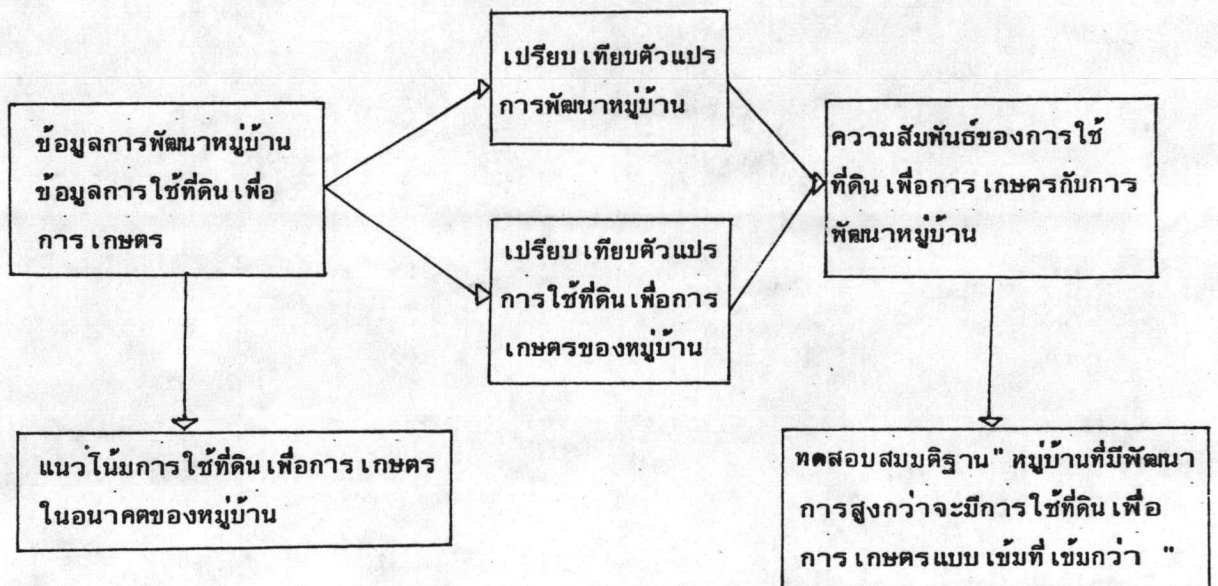 เปรียบเทียบตัวแปร
การพัฒนาหมู่บ้าน
ข้อมูลการพัฒนาหมู่บ้าน
ข้อมูลการใช้ที่ดินเพื่อ
การเกษตร
ความสัมพันธ์ของการใช้
ที่ดินเพื่อการเกษตรกับการ
พัฒนาหมู่บ้าน
เปรียบเทียบตัวแปร
การใช้ที่ดินเพื่อการ
เกษตรของหมู่บ้าน
แนวโน้มการใช้ที่ดินเพื่อการเกษตร
ในอนาคตของหมู่บ้าน
ทดสอบสมมติฐาน" หมู่บ้านที่มีพัฒนา
การสูงกว่าจะมีการใช้ที่ดินเพื่อ
การเกษตรแบบเข้มที่เข้มกว่า "